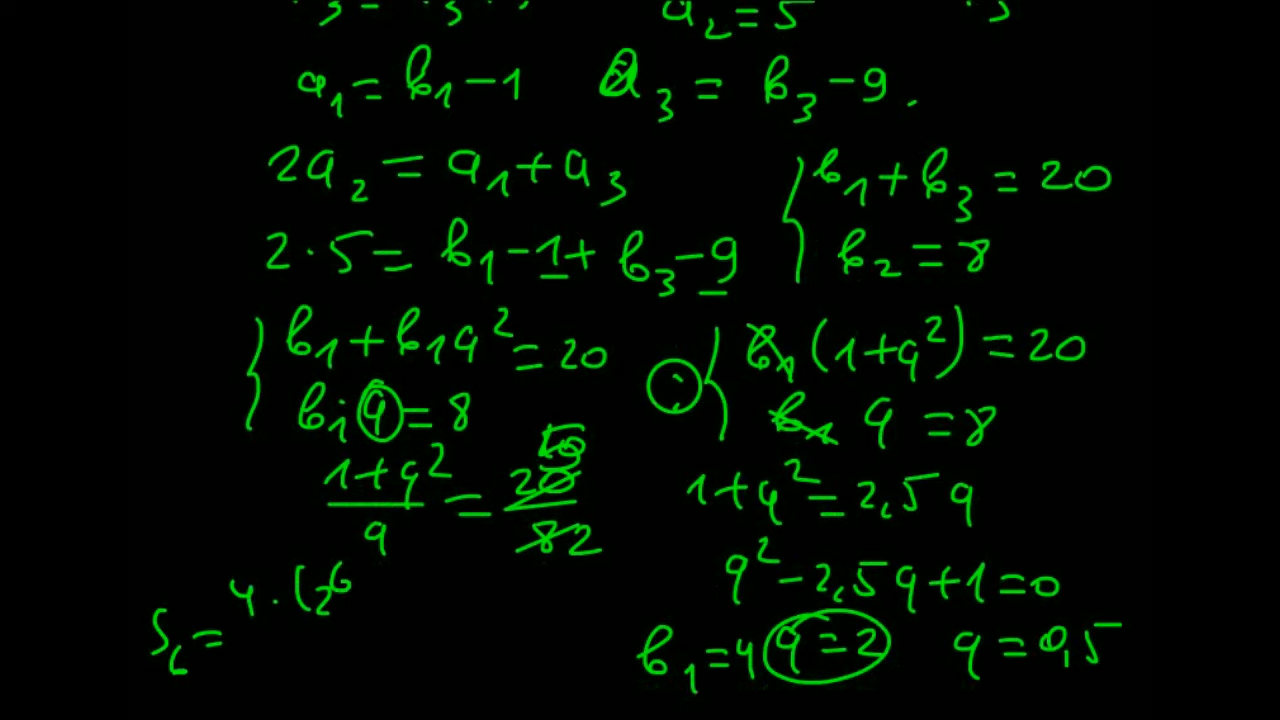 a₂ = 5
a₁ = b₁ − 1   a₃ = b₃ − 9.
2a₂ = a₁ + a₃   { b₁ + b₃ = 20
2 · 5 = b₁ − 1 + b₃ − 9   b₂ = 8
{ b₁ + b₁q² = 20   : { b₁ (1 + q²) = 20
b₁q = 8   b₁ q = 8
(1 + q²)/q = 20/8 5/2   1 + q² = 2,5q
q² − 2,5q + 1 = 0
S₆ = 4 · (2⁶   b₁ = 4 q = 2   q = 0,5